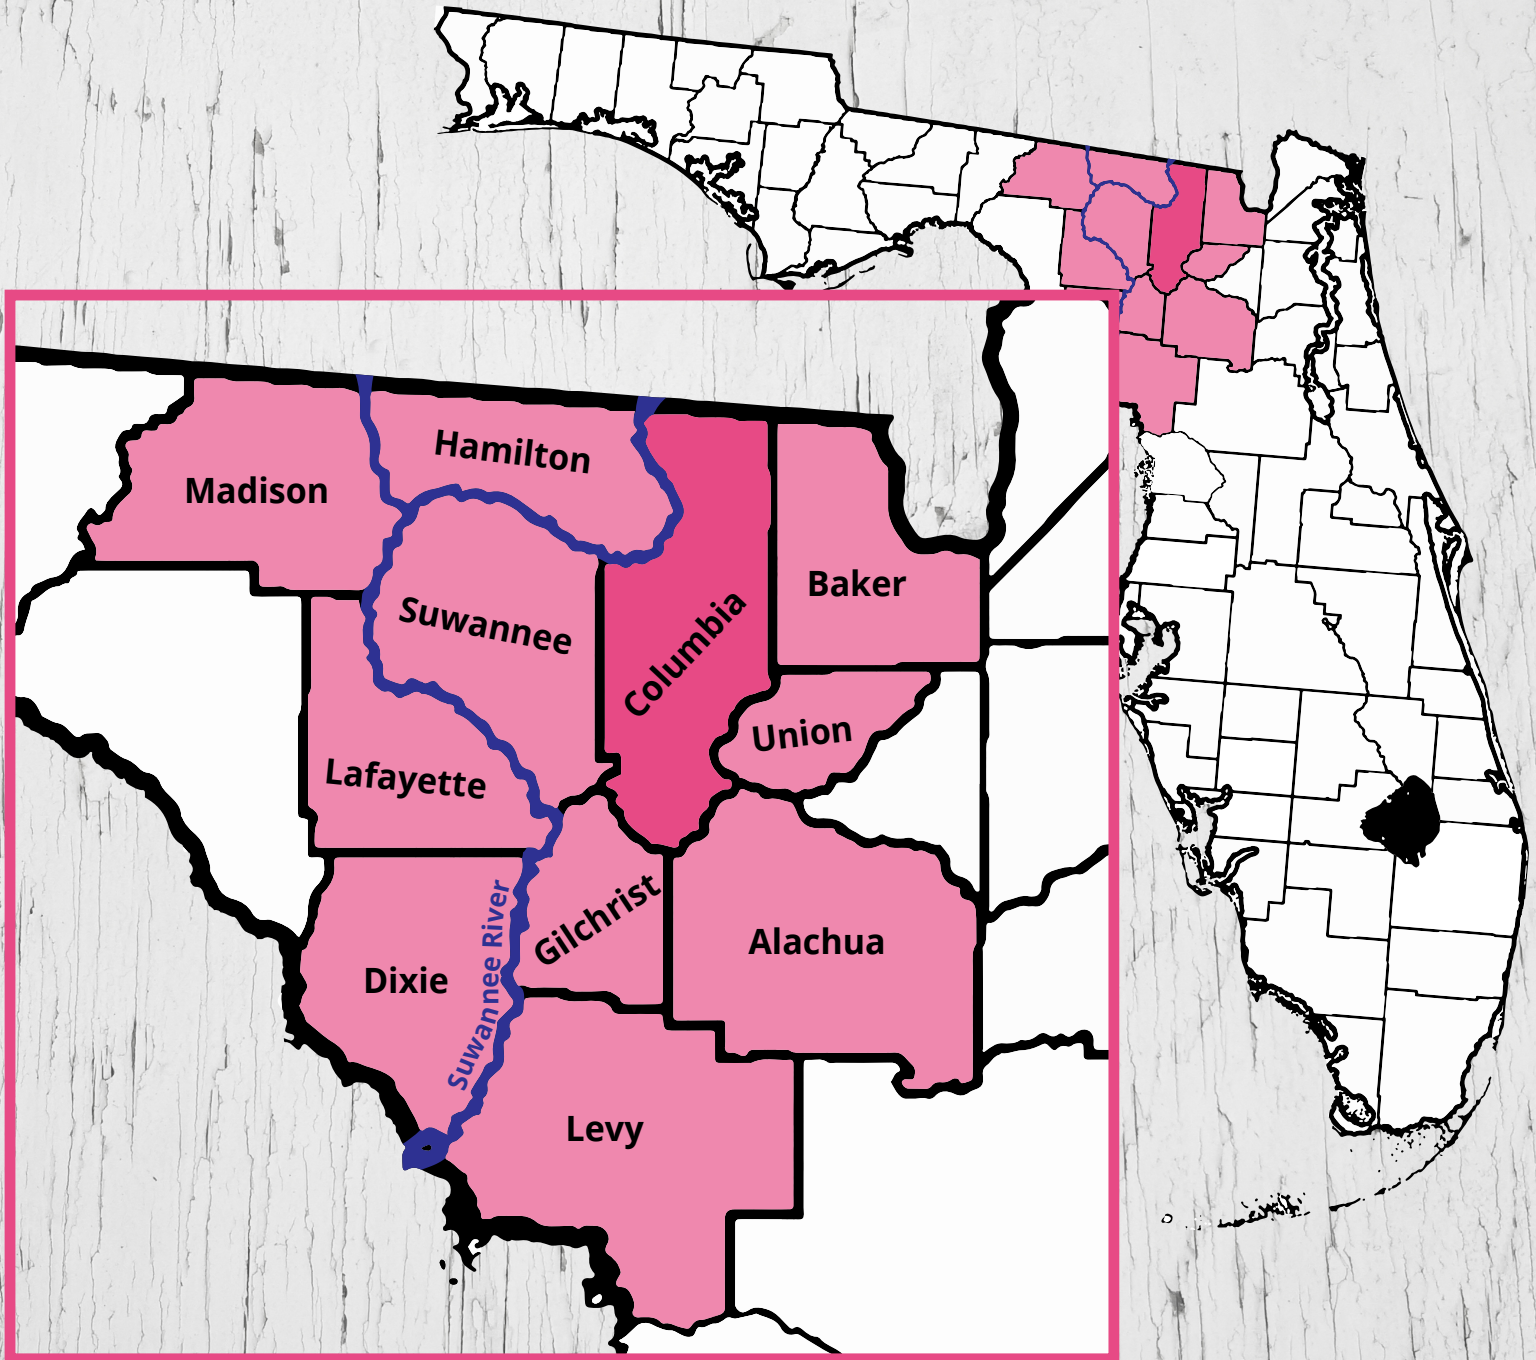 Hamilton
Madison
Baker
Suwannee
Columbia
Union
Lafayette
Gilchrist
Alachua
Dixie
Suwannee River
Levy